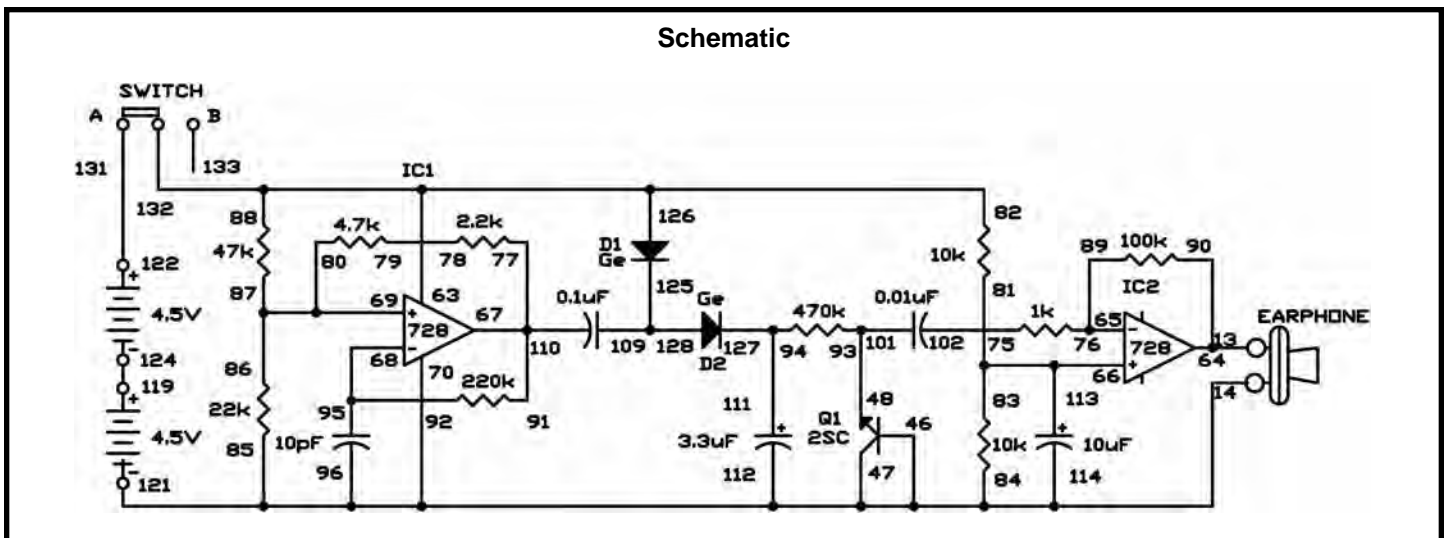 Schematic
SWITCH
A B
131 133 IC1
132
88 4.7k 2.2k 126 82
47k 80 79 78 77 D1 10k 89 100k 90
Ge
87 125 81 IC2
122 69 + 63 0.1uF Ge 470k 0.01uF 1k 65 - EARPHONE
+ 728 67 728 13
4.5V 68 - 110 109 128 127 94 93 101 102 75 76 66 + 64
- 124 86 70 220k D2 14
119 22k 95 92 91 111 48 83 113
+ 85 10pF + Q1 46 10k +
4.5V 96 3.3uF 2SC 10uF
- 121 112 47 84 114